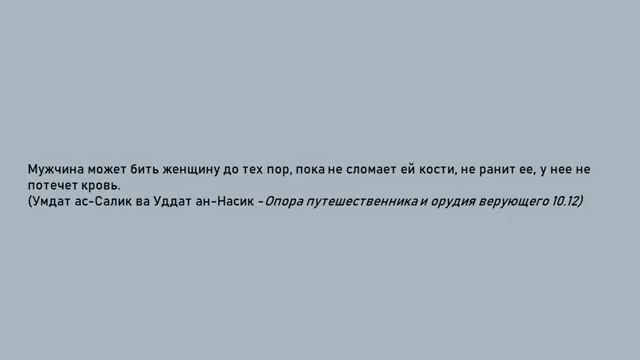 Мужчина может бить женщину до тех пор, пока не сломает ей кости, не ранит ее, у нее не
потечет кровь.
(Умдат ас-Салик ва Уддат ан-Насик -Опора путешественника и орудия верующего 10.12)